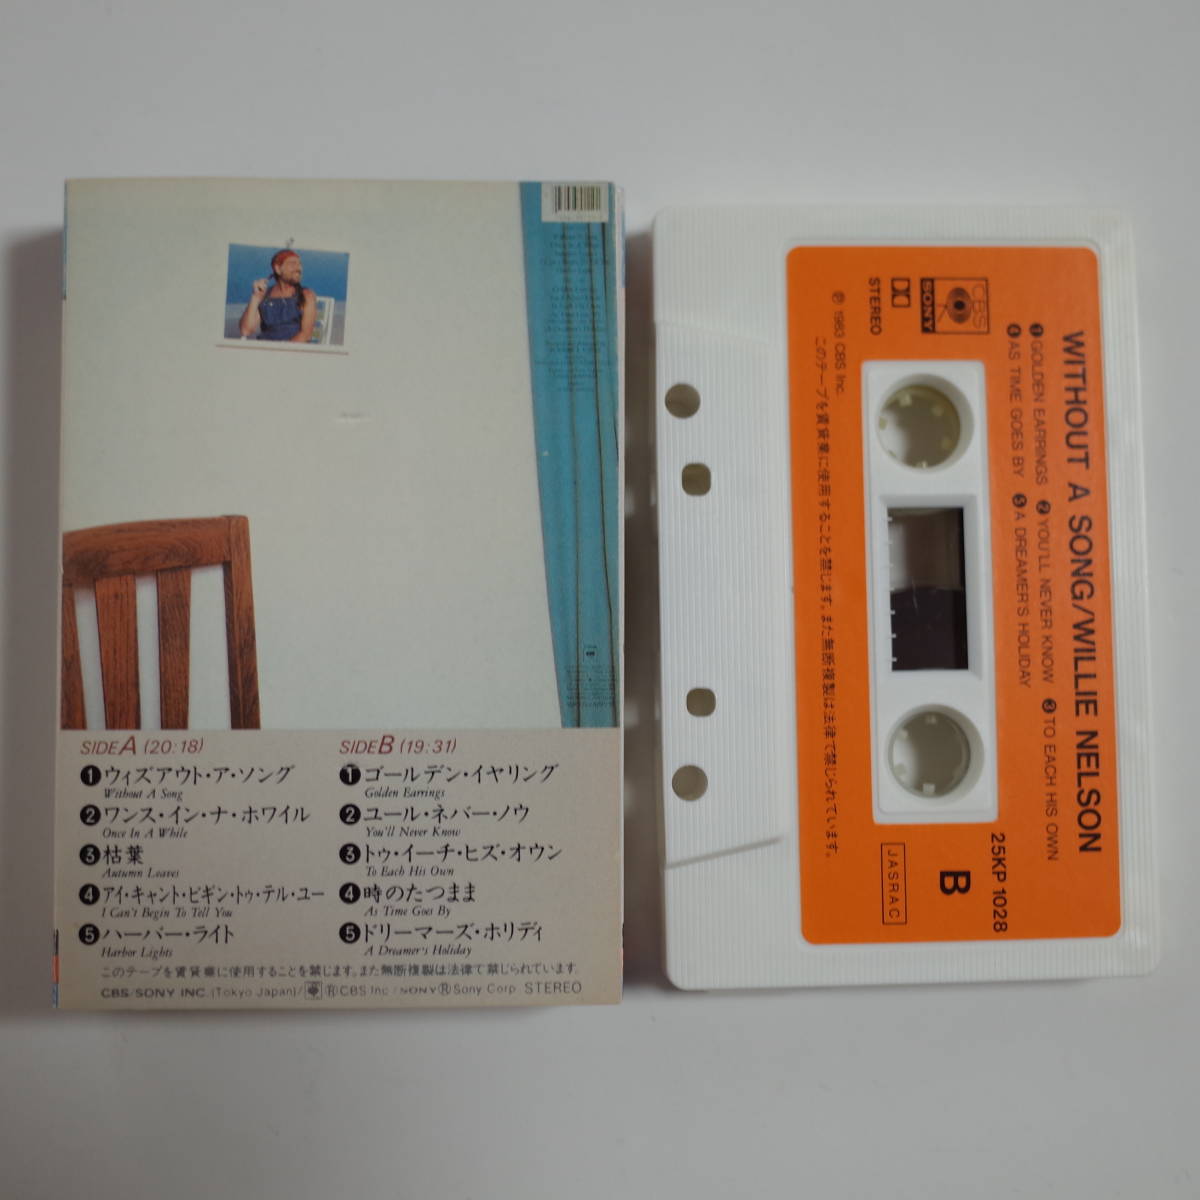 SIDE A (20:18)
❶ウィズアウト・ア・ソング
Without A Song
❷ワンス・イン・ナ・ホワイル
Once In A While
❸枯葉
Autumn Leaves
❹アイ・キャント・ビギン・トゥ・テル・ユー
I Can't Begin To Tell You
❺ハーバー・ライト
Harbor Lights
SIDE B (19:31)
❶ゴールデン・イヤリング
Golden Earrings
❷ユール・ネバー・ノウ
You'll Never Know
❸トゥ・イーチ・ヒズ・オウン
To Each His Own
❹時のたつまま
As Time Goes By
❺ドリーマーズ・ホリディ
A Dreamer's Holiday
このテープを賃貸業に使用することを禁じます。また無断複製は法律で禁じられています。
CBS/SONY INC. (Tokyo Japan)/ ⓇCBS Inc./SONYⓇSony Corp. STEREO
WITHOUT A SONG/WILLIE NELSON
❶GOLDEN EARRINGS ❷YOU'LL NEVER KNOW ❸TO EACH HIS OWN
❹AS TIME GOES BY ❺A DREAMER'S HOLIDAY
CBS
SONY
STEREO
25KP 1028
B
JASRAC
Ⓟ 1983 CBS Inc.
このテープを賃貸業に使用することを禁じます。また無断複製は法律で禁じられています。